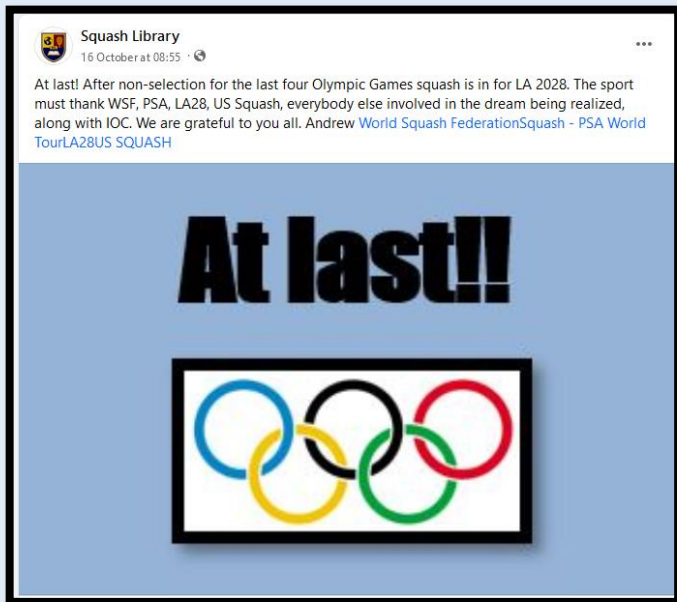 Squash Library
16 October at 08:55 ·
At last! After non-selection for the last four Olympic Games squash is in for LA 2028. The sport
must thank WSF, PSA, LA28, US Squash, everybody else involved in the dream being realized,
along with IOC. We are grateful to you all. Andrew World Squash FederationSquash - PSA World
TourLA28US SQUASH
At last!!